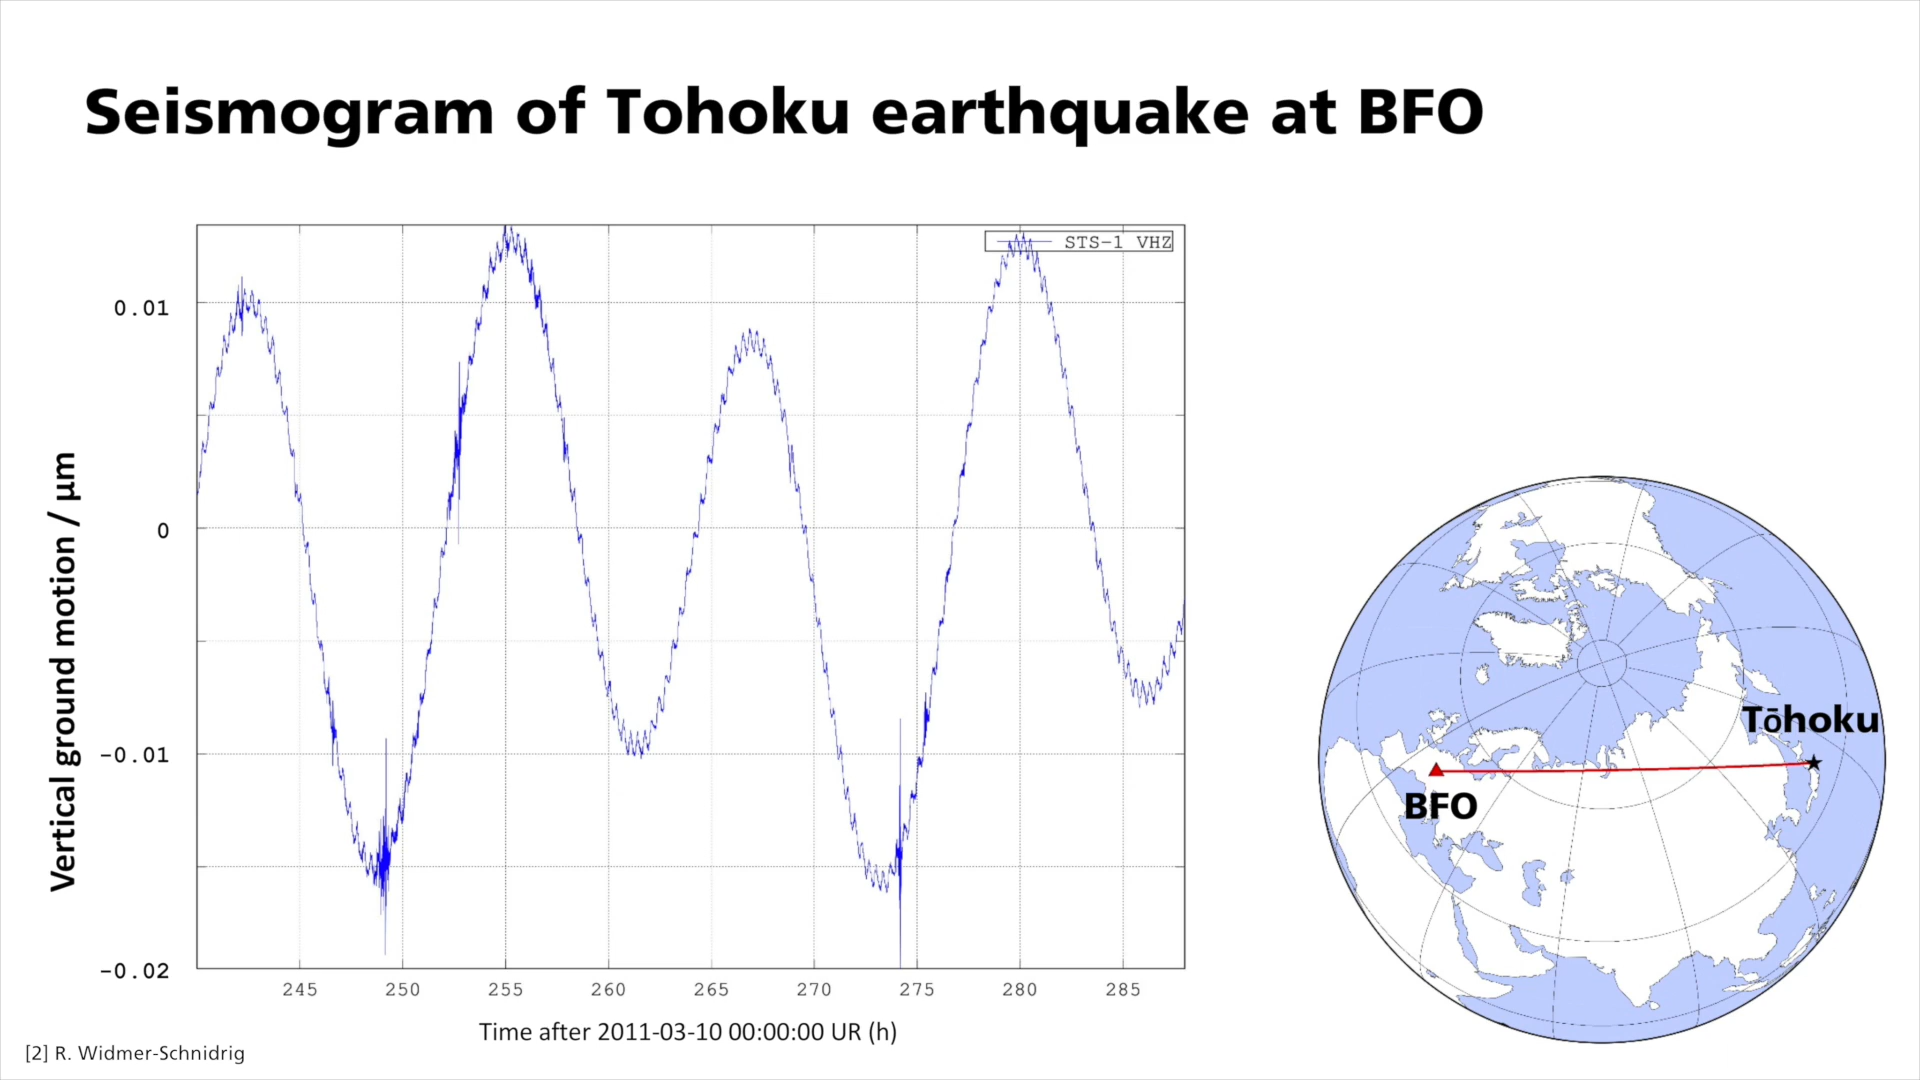 Seismogram of Tohoku earthquake at BFO
STS-1 VHZ
0.01
0
-0.01
-0.02
Vertical ground motion / µm
245 250 255 260 265 270 275 280 285
Time after 2011-03-10 00:00:00 UR (h)
Tōhoku
BFO
[2] R. Widmer-Schnidrig